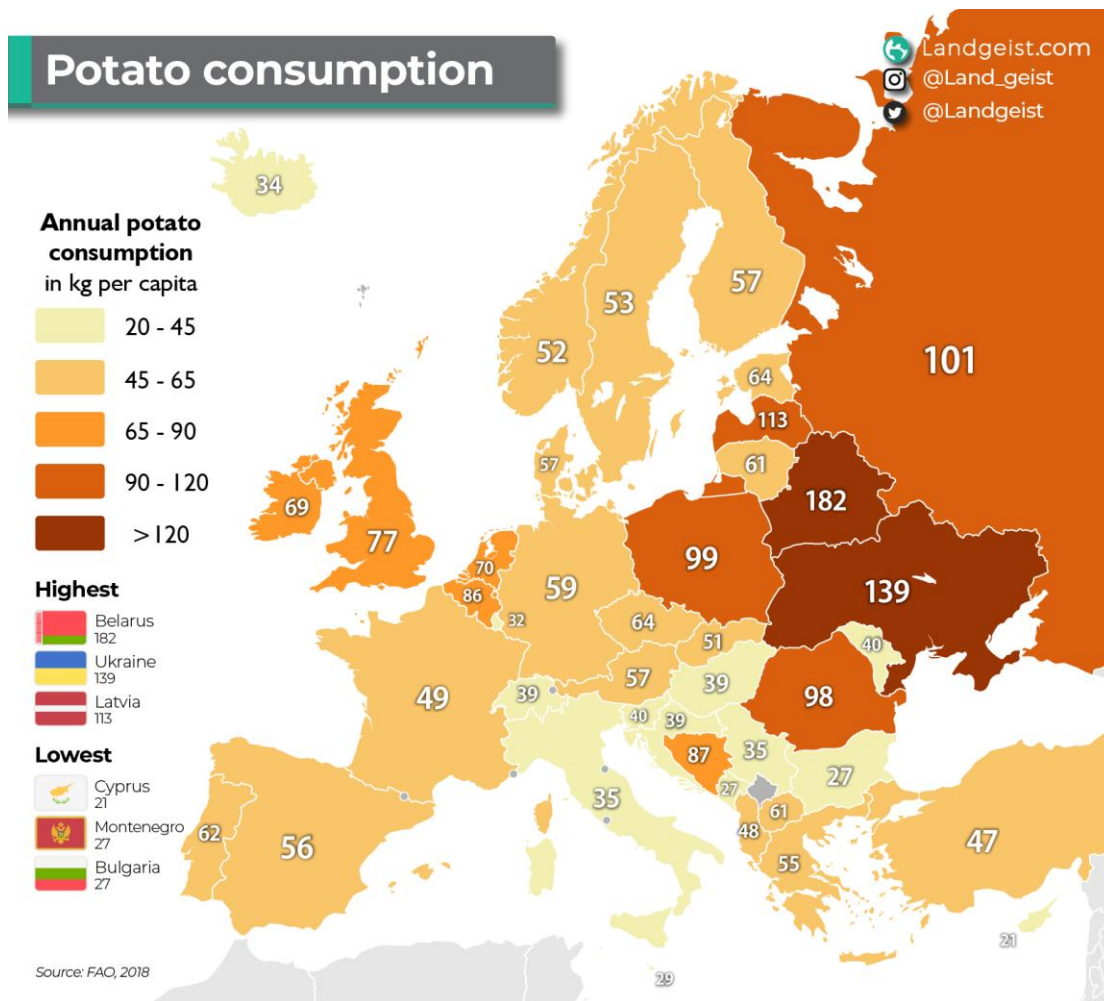 Potato consumption
Landgeist.com
@Land_geist
@Landgeist
Annual potato
consumption
in kg per capita
20 - 45
45 - 65
65 - 90
90 - 120
>120
Highest
Belarus
182
Ukraine
139
Latvia
113
Lowest
Cyprus
21
Montenegro
27
Bulgaria
27
Source: FAO, 2018
34
57
53
52
101
64
113
57
61
182
69
77
70
99
59
86
139
32
64
51
40
57
49
39
39
98
40
39
87
35
27
35
27
61
62
56
48
47
55
21
29